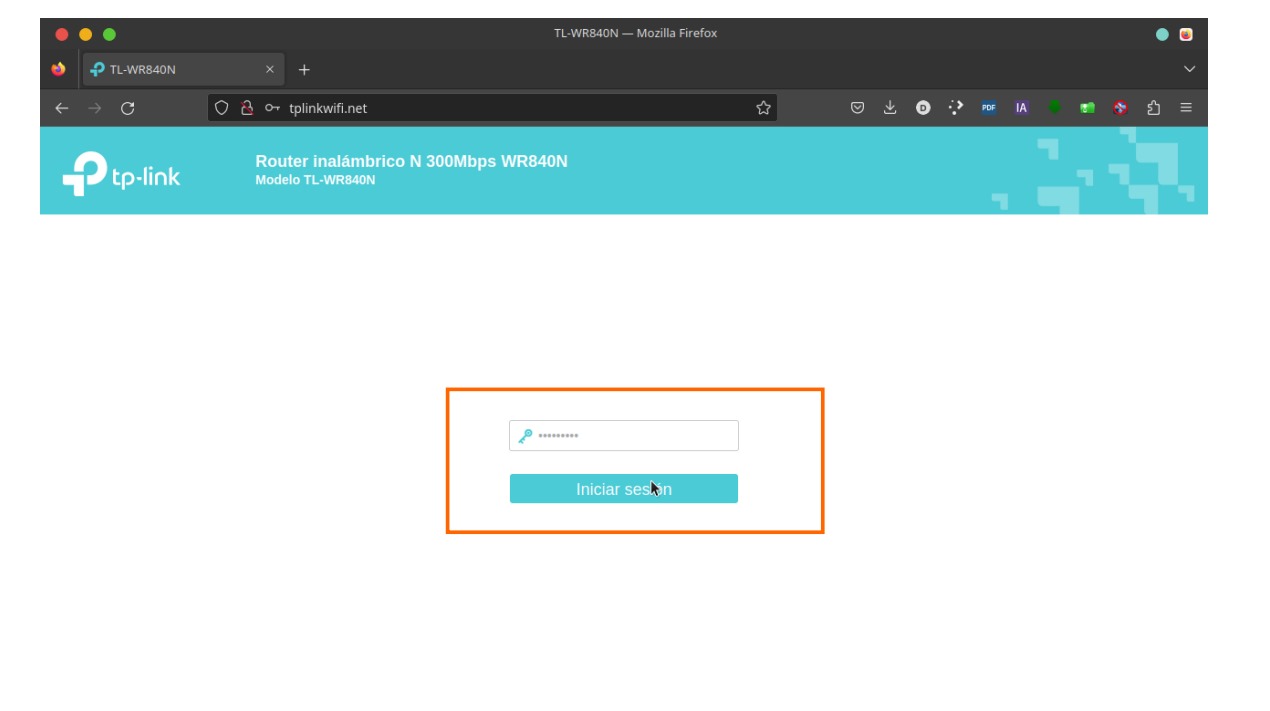 TL-WR840N — Mozilla Firefox
TL-WR840N
tplinkwifi.net
D
PDF
IA
tp-link
Router inalámbrico N 300Mbps WR840N
Modelo TL-WR840N
•••••••••
Iniciar sesión